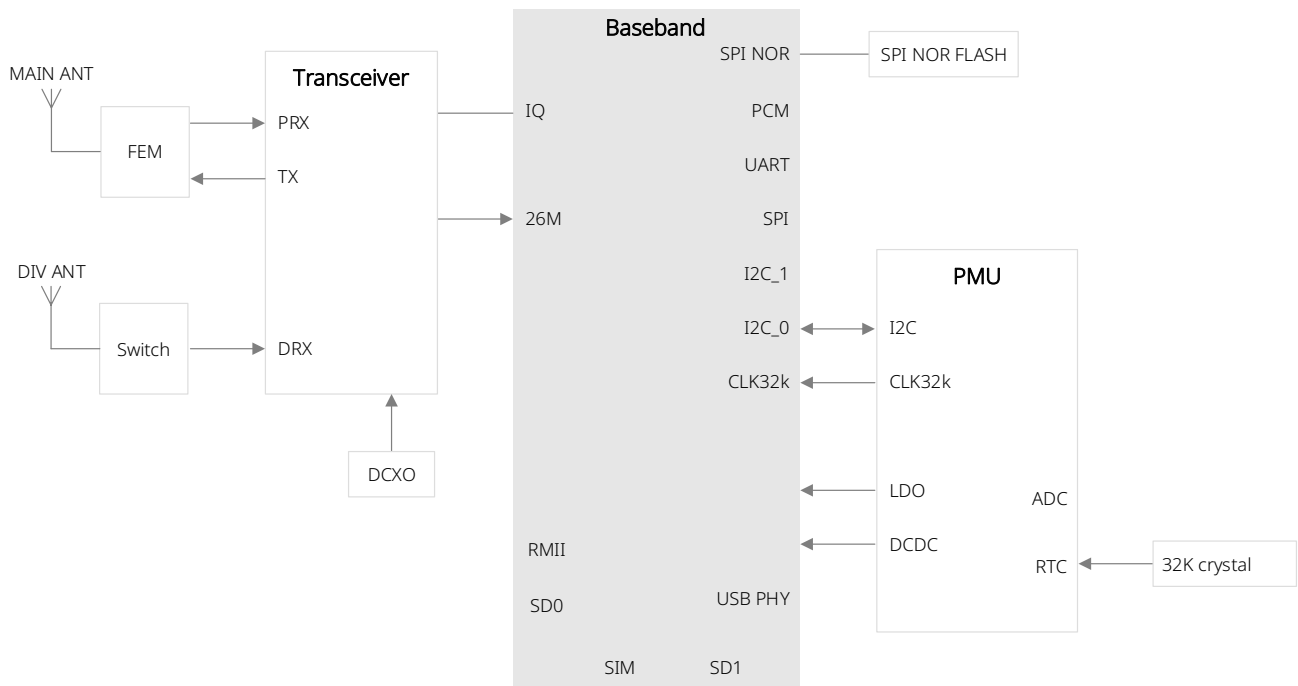 Baseband
SPI NOR
SPI NOR FLASH
MAIN ANT
Transceiver
FEM
PRX
TX
IQ
PCM
UART
26M
SPI
DIV ANT
I2C_1
PMU
I2C_0
I2C
Switch
DRX
CLK32k
CLK32k
DCXO
LDO
ADC
DCDC
RMII
RTC
32K crystal
SD0
USB PHY
SIM
SD1